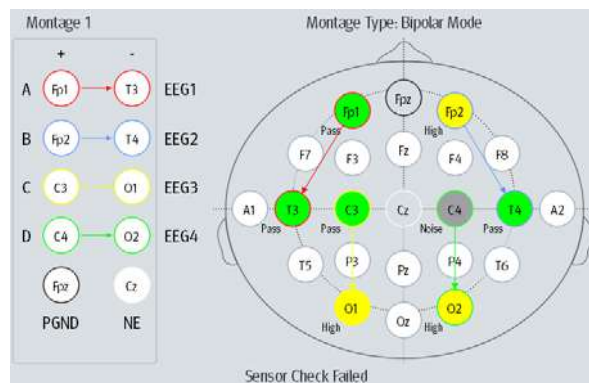 Montage 1
+ -
A Fp1 T3 EEG1
B Fp2 T4 EEG2
C C3 O1 EEG3
D C4 O2 EEG4
Fpz Cz
PGND NE
Montage Type: Bipolar Mode
Fpz
Fp1 Fp2
Pass High
F7 F3 Fz F4 F8
A1 T3 C3 Cz C4 T4 A2
Pass Pass Noise Pass
T5 P3 Pz P4 T6
O1 Oz O2
High High
Sensor Check Failed